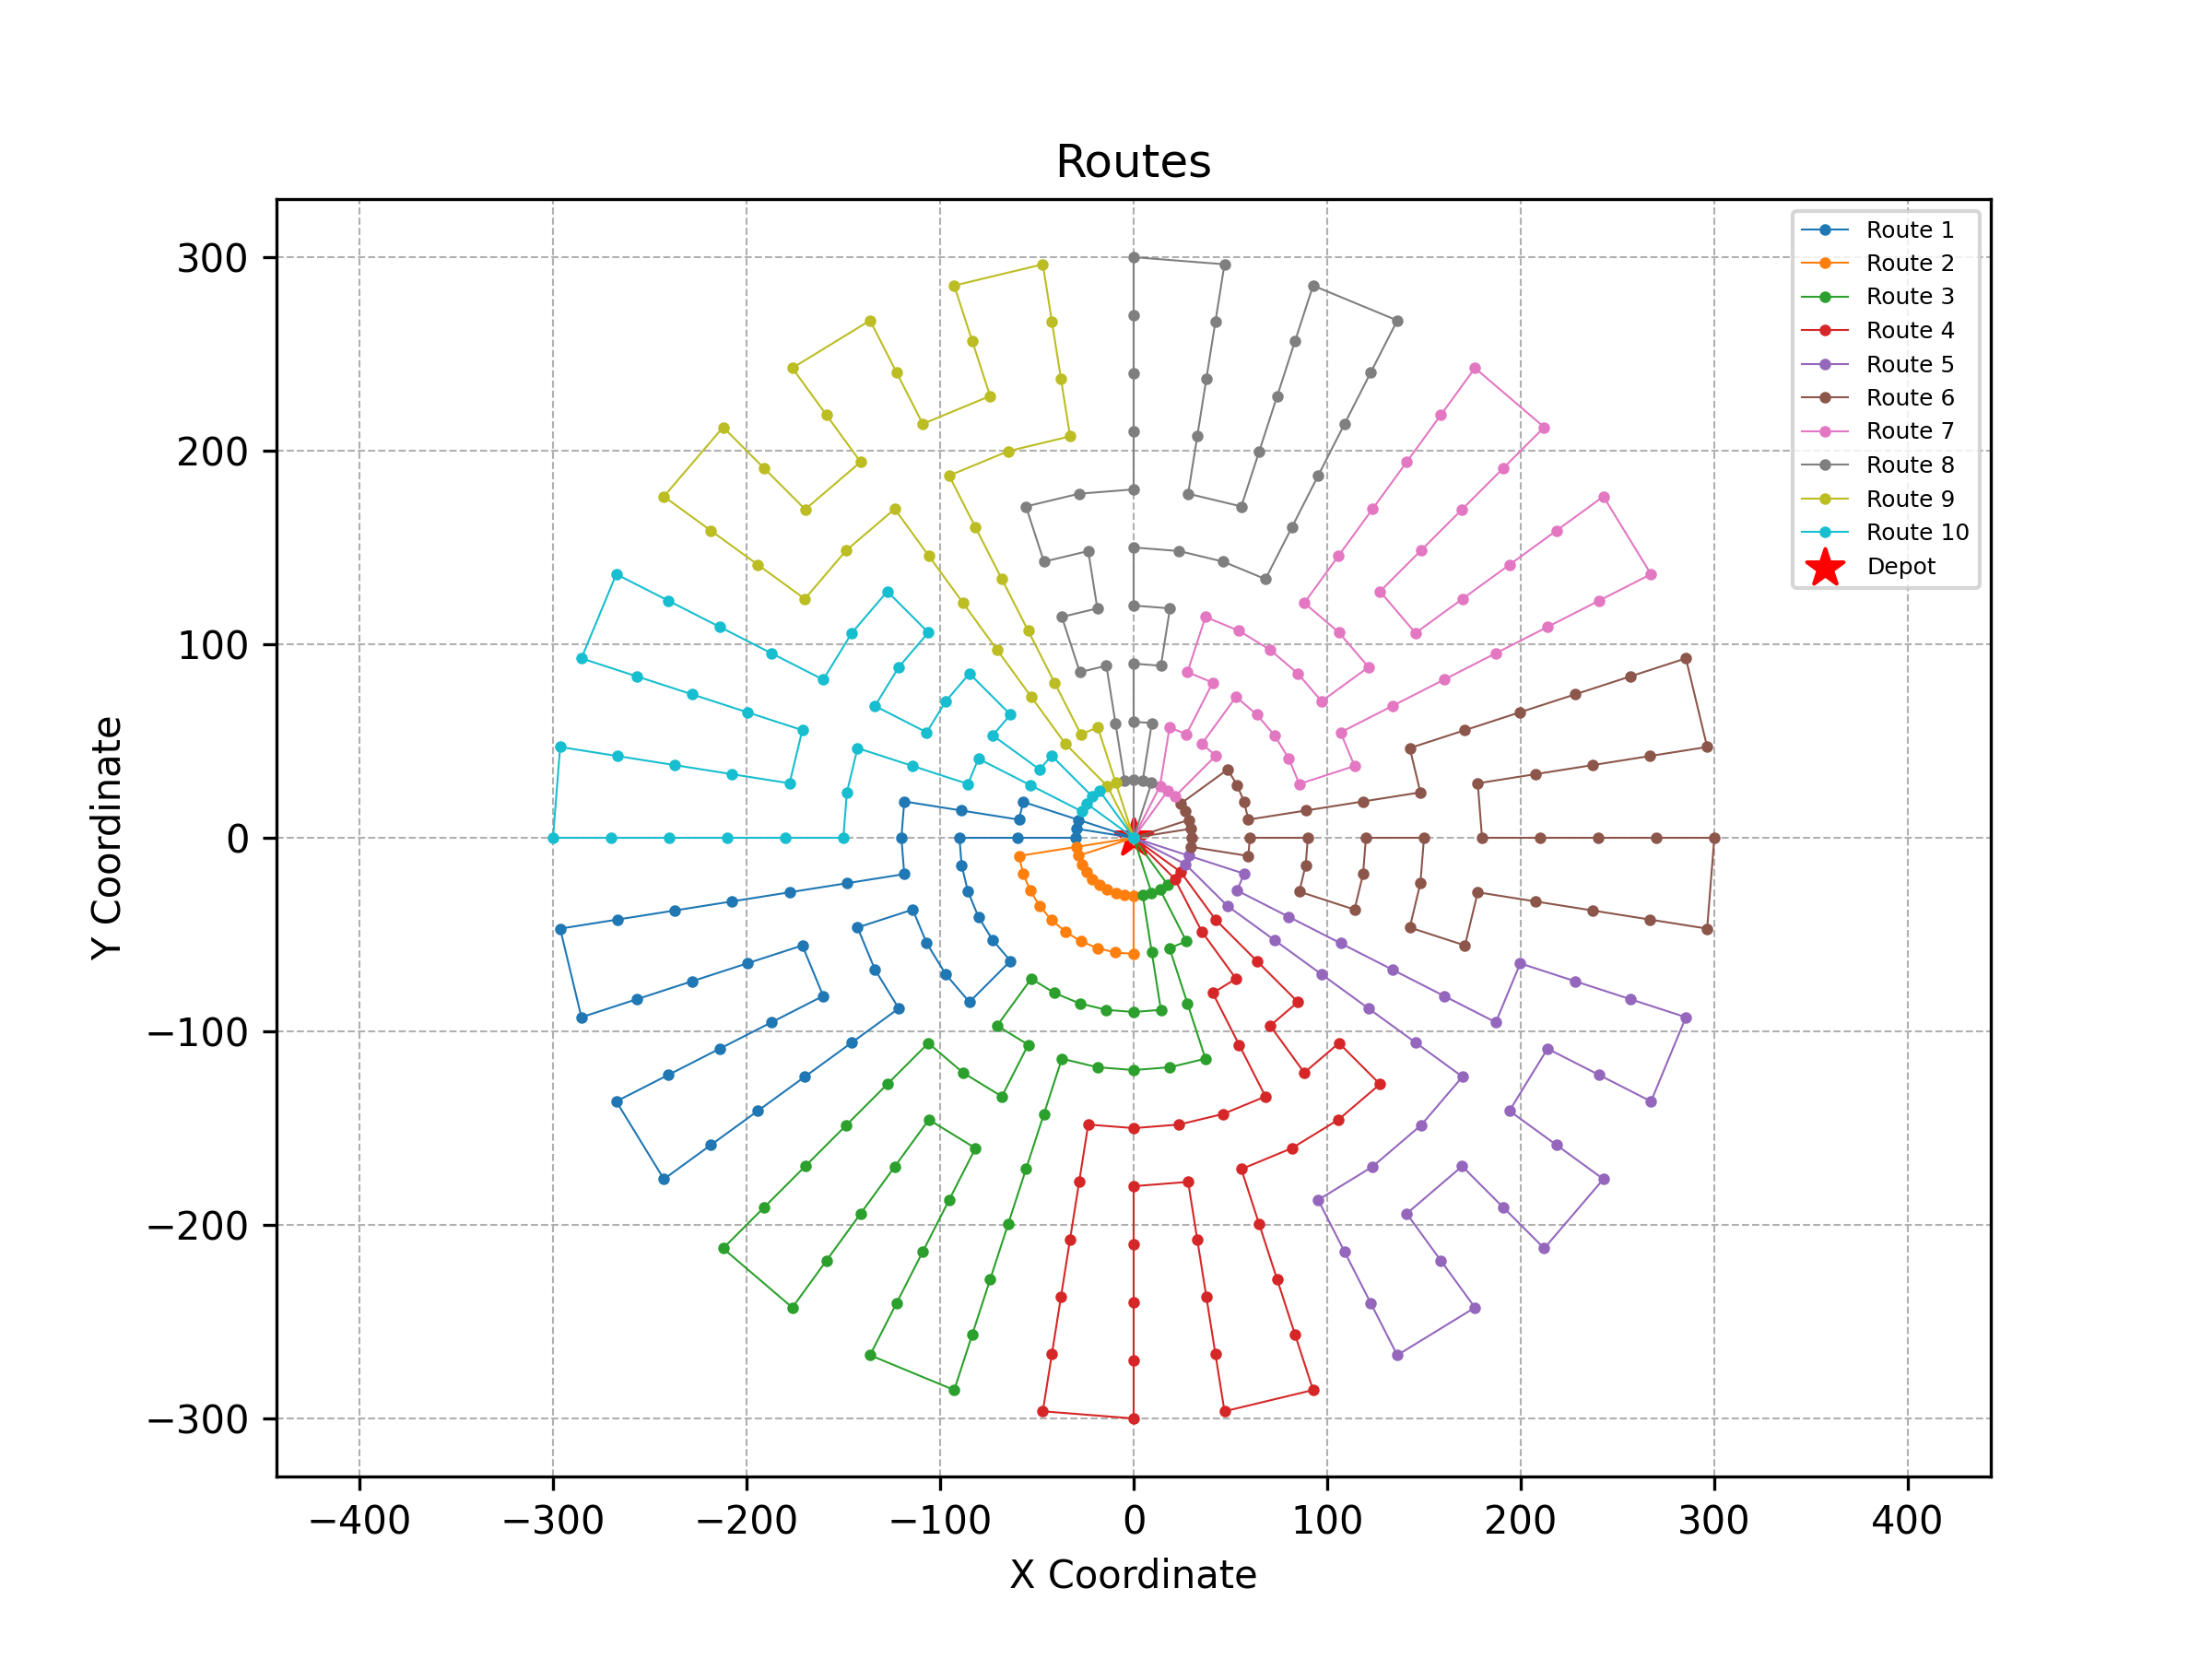 Routes
300
200
100
0
−100
−200
−300
Y Coordinate
−400
−300
−200
−100
0
100
200
300
400
X Coordinate
Route 1
Route 2
Route 3
Route 4
Route 5
Route 6
Route 7
Route 8
Route 9
Route 10
Depot